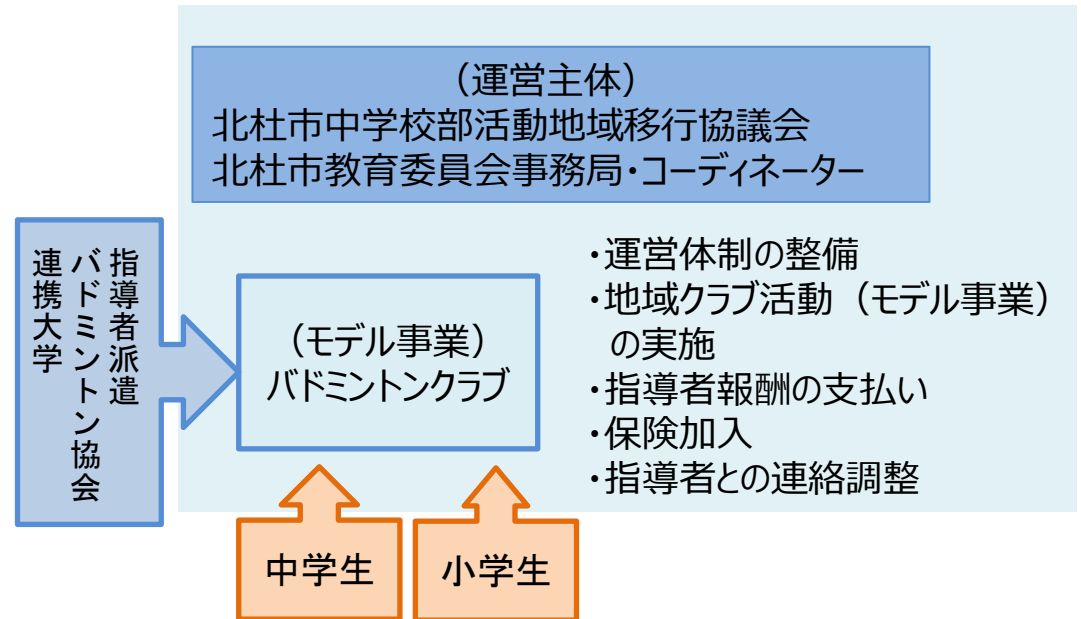 （運営主体）
北杜市中学校部活動地域移行協議会
北杜市教育委員会事務局・コーディネーター
指導者派遣
バドミントン協会
連携大学
（モデル事業）
バドミントンクラブ
・運営体制の整備
・地域クラブ活動（モデル事業）
の実施
・指導者報酬の支払い
・保険加入
・指導者との連絡調整
中学生
小学生